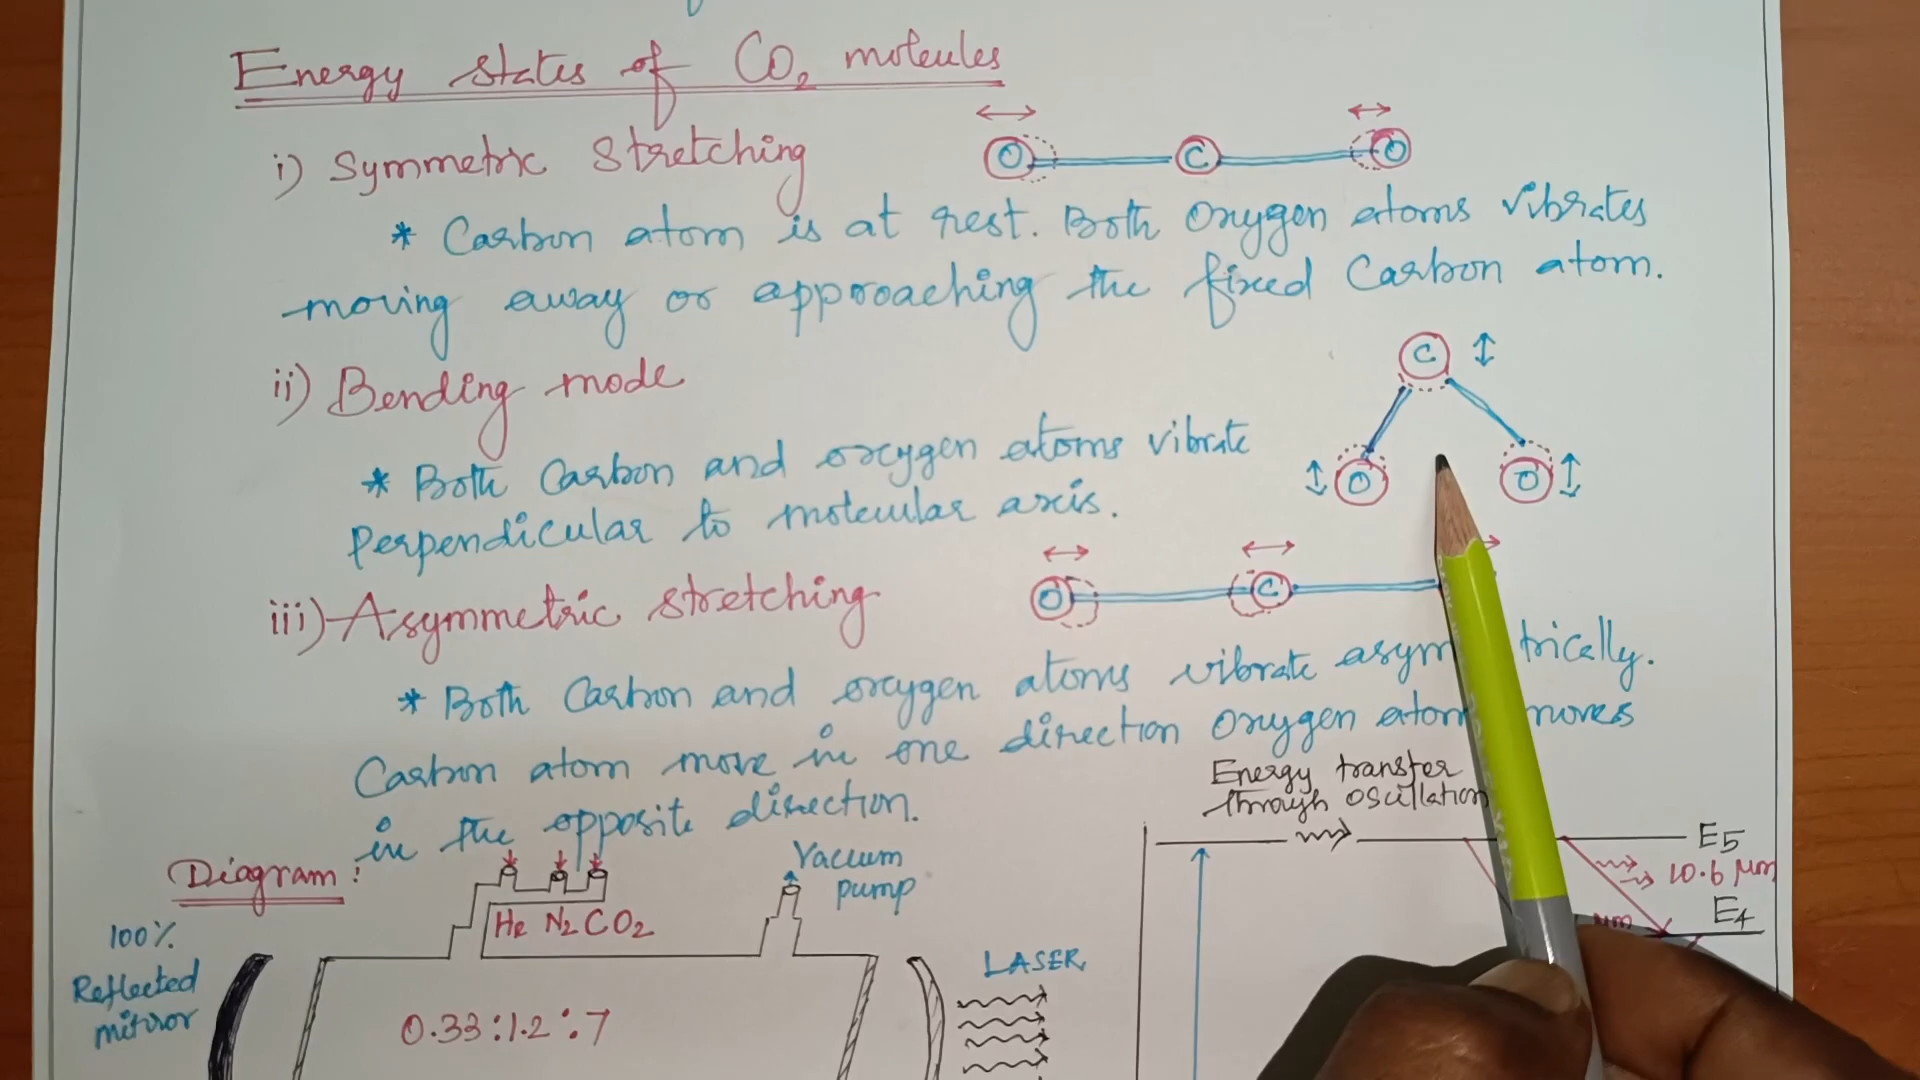 Energy states of CO2 moleules
i) Symmetric Stretching
O C O
* Carbon atom is at rest. Both Oxygen atoms vibrates
moving away or approaching the fixed Carbon atom.
ii) Bending mode
C
O O
* Both Carbon and oxygen atoms vibrate
perpendicular to molecular axis.
iii) Asymmetric stretching
O C
* Both Carbon and oxygen atoms vibrate asym trically.
Carbon atom move in one direction Oxygen atom moves
in the opposite direction.
Energy transfer
through oscillation
E5
10.6 μm
E4
μm
Diagram:
Vacuum
pump
He N2 CO2
100%
Reflected
mirror
LASER
0.33:1.2:7